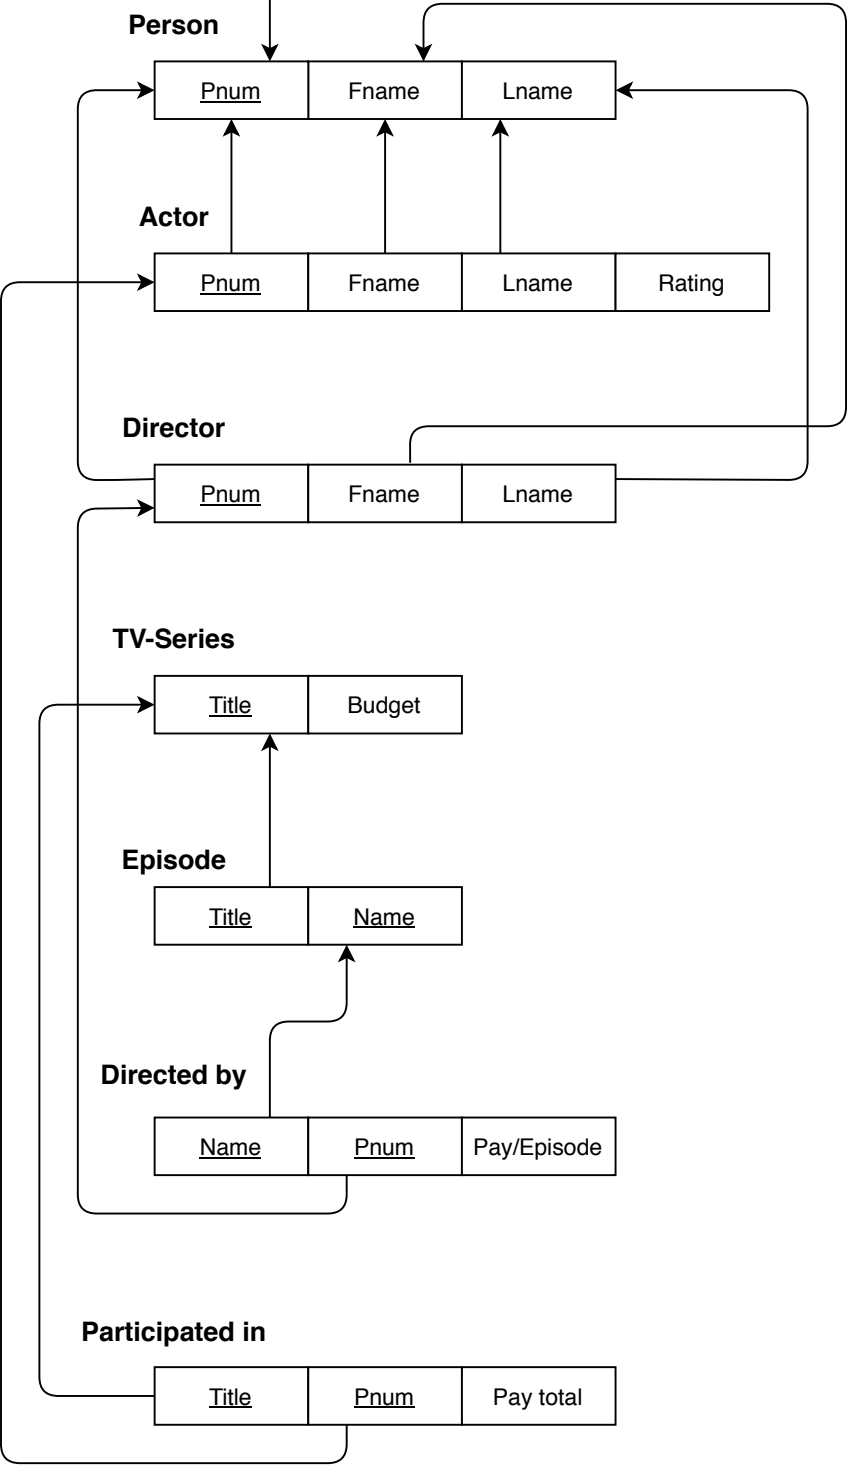 Person
Pnum Fname Lname
Actor
Pnum Fname Lname Rating
Director
Pnum Fname Lname
TV-Series
Title Budget
Episode
Title Name
Directed by
Name Pnum Pay/Episode
Participated in
Title Pnum Pay total